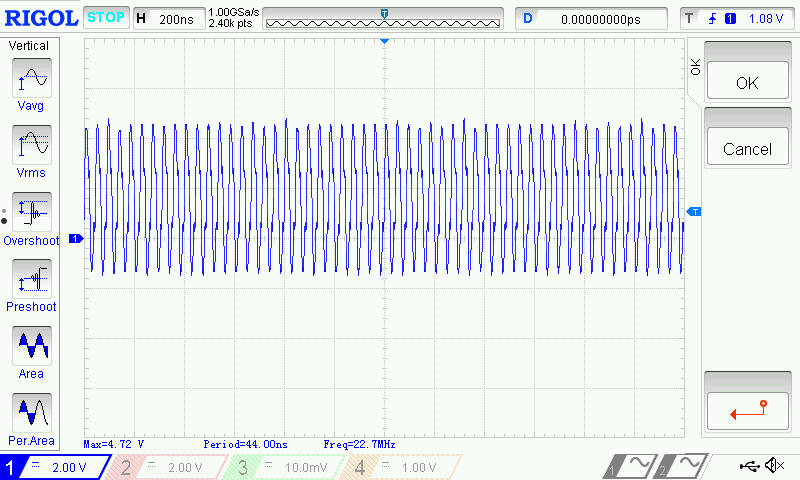 RIGOL STOP H 200ns 1.00GSa/s
2.40k pts
T
D 0.00000000ps T 1 1.08 V
Vertical
Vavg
Vrms
Overshoot
Preshoot
Area
Per.Area
1
T
OK
OK
Cancel
Max=4.72 V Period=44.00ns Freq=22.7MHz
1 2.00 V 2 2.00 V 3 10.0mV 4 1.00 V 1 2